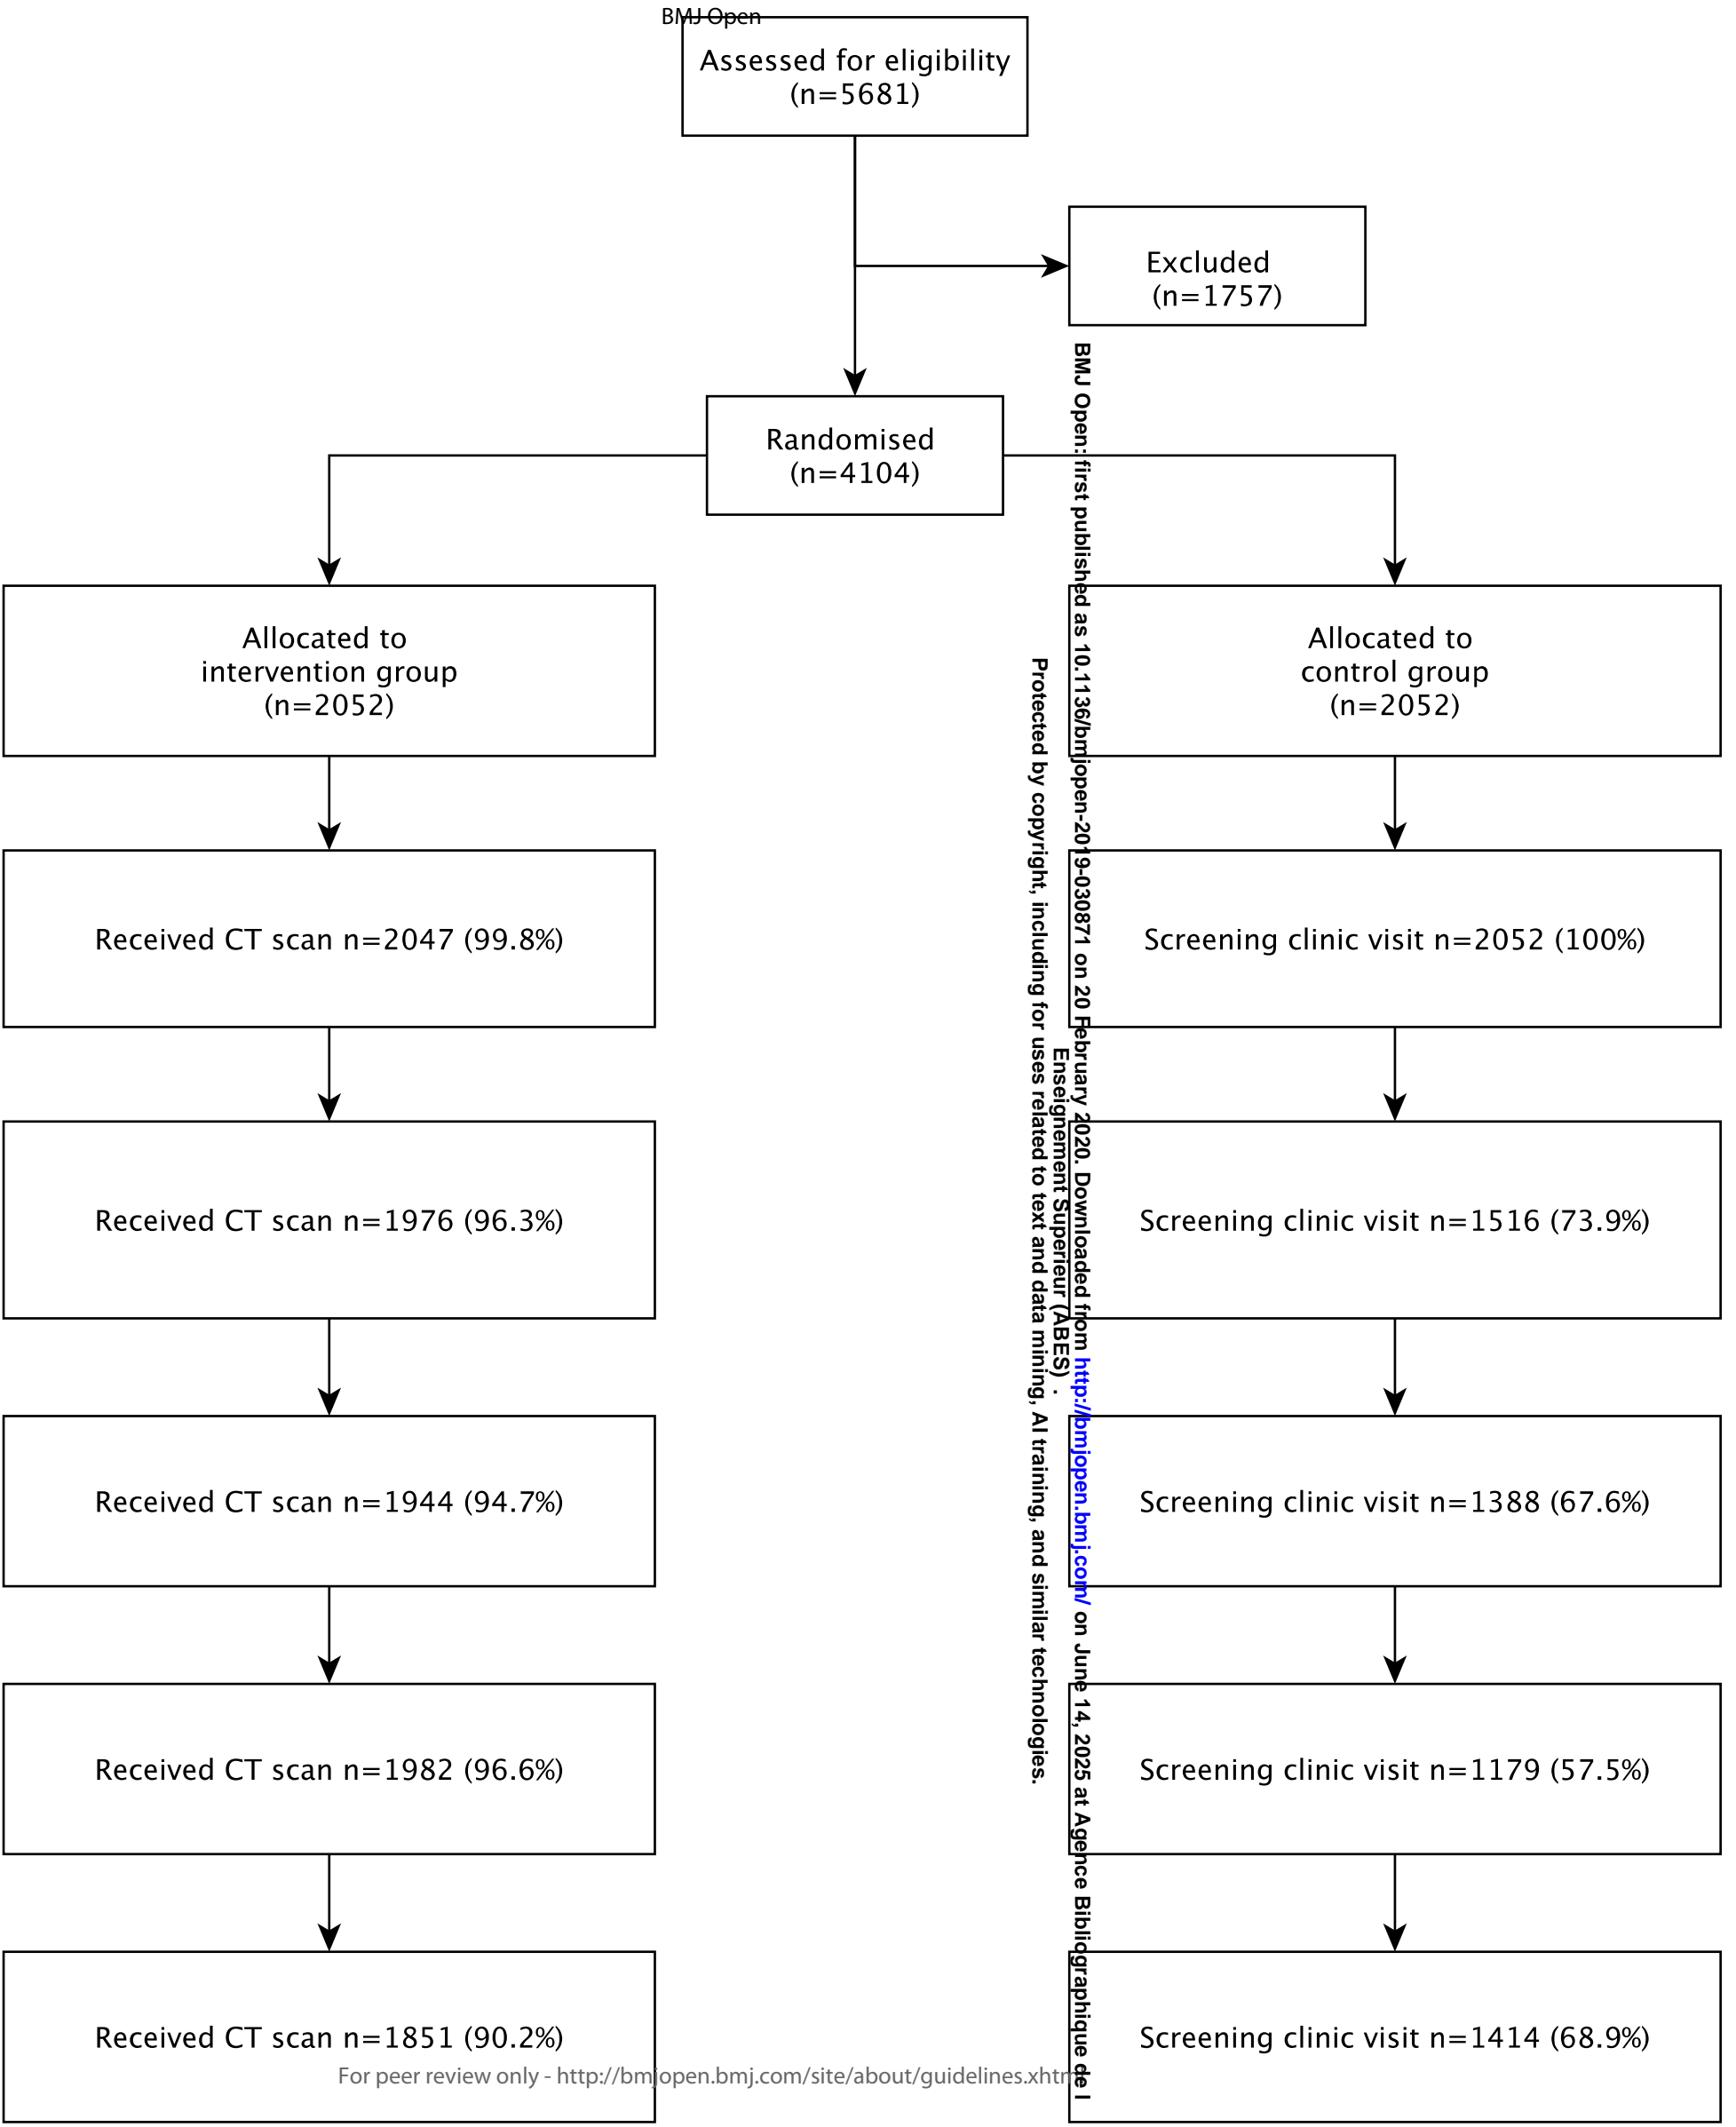 BMJ Open
Assessed for eligibility
(n=5681)
Excluded
(n=1757)
Randomised
(n=4104)
Allocated to
intervention group
(n=2052)
Allocated to
control group
(n=2052)
Received CT scan n=2047 (99.8%)
Screening clinic visit n=2052 (100%)
Received CT scan n=1976 (96.3%)
Screening clinic visit n=1516 (73.9%)
Received CT scan n=1944 (94.7%)
Screening clinic visit n=1388 (67.6%)
Received CT scan n=1982 (96.6%)
Screening clinic visit n=1179 (57.5%)
Received CT scan n=1851 (90.2%)
Screening clinic visit n=1414 (68.9%)
For peer review only - http://bmjopen.bmj.com/site/about/guidelines.xhtml
BMJ Open: first published as 10.1136/bmjopen-2019-030871 on 20 February 2020. Downloaded from http://bmjopen.bmj.com/ on June 14, 2025 at Agence Bibliographique de l
Enseignement Superieur (ABES) .
Protected by copyright, including for uses related to text and data mining, AI training, and similar technologies.